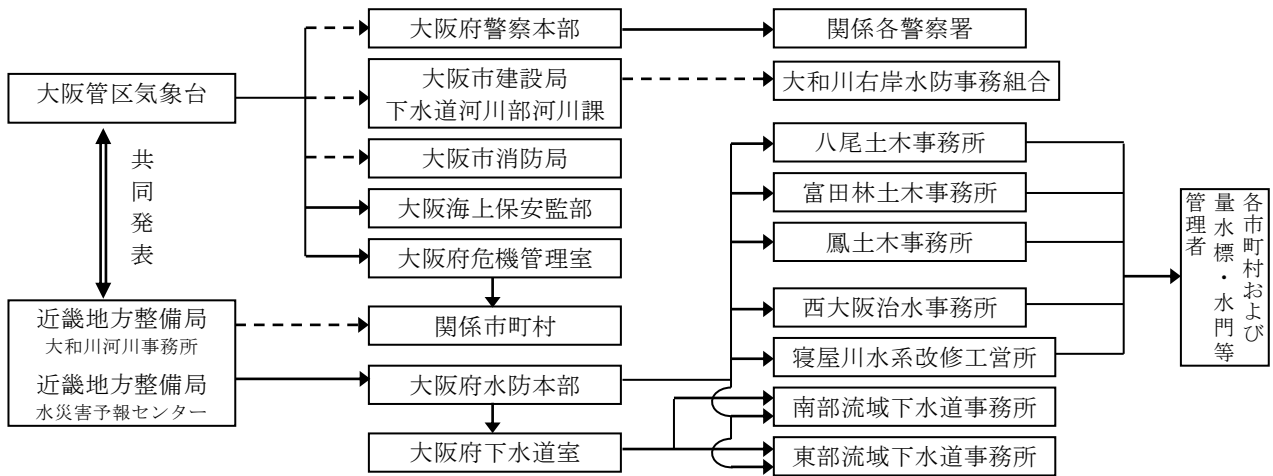 大阪管区気象台
共同発表
近畿地方整備局
大和川河川事務所
近畿地方整備局
水災害予報センター
大阪府警察本部
大阪市建設局
下水道河川部河川課
大阪市消防局
大阪海上保安監部
大阪府危機管理室
関係市町村
大阪府水防本部
大阪府下水道室
関係各警察署
大和川右岸水防事務組合
八尾土木事務所
富田林土木事務所
鳳土木事務所
西大阪治水事務所
寝屋川水系改修工営所
南部流域下水道事務所
東部流域下水道事務所
各市町村および
量水標・水門等
管理者